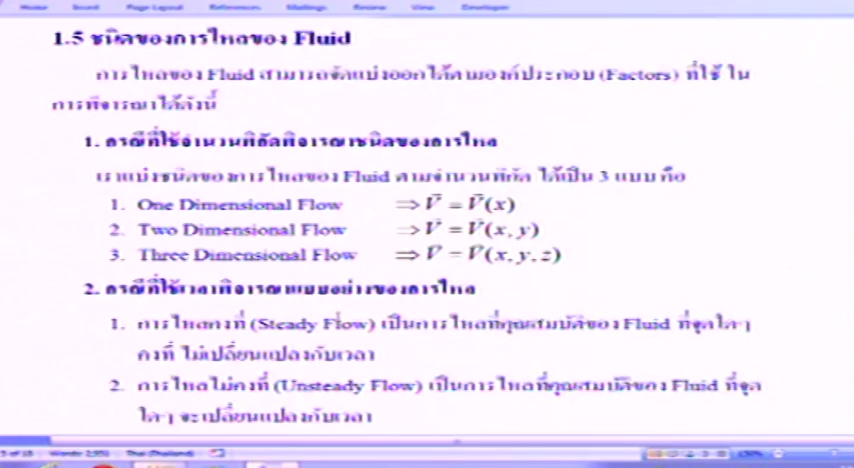 Home Insert Page Layout References Mailings Review View Developer
1.5 ชนิดของการไหลของ Fluid
การไหลของ Fluid สามารถจัดแบ่งออกได้ตามองค์ประกอบ (Factors) ที่ใช้ ใน
การพิจารณาได้ดังนี้
1. กรณีที่ใช้จำนวนพิกัดพิจารณาชนิดของการไหล
เราแบ่งชนิดของการไหลของ Fluid ตามจำนวนพิกัด ได้เป็น 3 แบบ คือ
1. One Dimensional Flow ⇒ V̄ = V̄(x)
2. Two Dimensional Flow ⇒ V̄ = V̄(x, y)
3. Three Dimensional Flow ⇒ V̄ = V̄(x, y, z)
2. กรณีที่ใช้เวลาพิจารณาแบบอย่างของการไหล
1. การไหลคงที่ (Steady Flow) เป็นการไหลที่คุณสมบัติของ Fluid ที่จุดใดๆ
คงที่ ไม่เปลี่ยนแปลงกับเวลา
2. การไหลไม่คงที่ (Unsteady Flow) เป็นการไหลที่คุณสมบัติของ Fluid ที่จุด
ใดๆ จะเปลี่ยนแปลงกับเวลา
Words: 2,951 Thai (Thailand) 150%